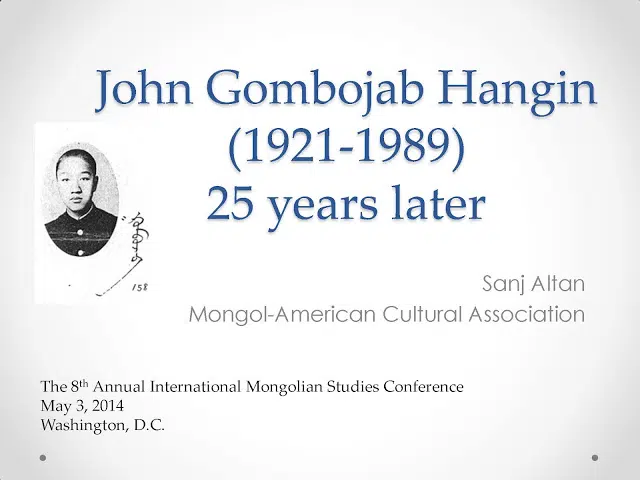 John Gombojab Hangin
(1921-1989)
25 years later
158
Sanj Altan
Mongol-American Cultural Association
The 8th Annual International Mongolian Studies Conference
May 3, 2014
Washington, D.C.